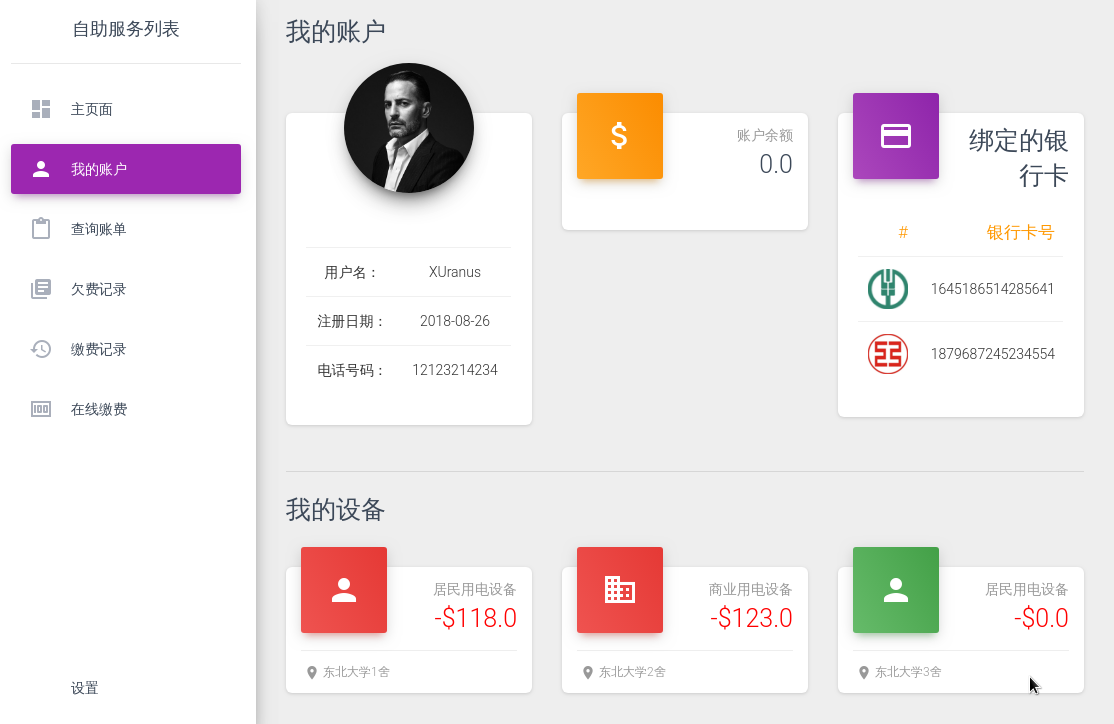 自助服务列表
主页面
我的账户
查询账单
欠费记录
缴费记录
在线缴费
设置
我的账户
用户名：
XUranus
注册日期：
2018-08-26
电话号码：
12123214234
$
账户余额
0.0
绑定的银
行卡
#
银行卡号
1645186514285641
1879687245234554
我的设备
居民用电设备
-$118.0
东北大学1舍
商业用电设备
-$123.0
东北大学2舍
居民用电设备
-$0.0
东北大学3舍